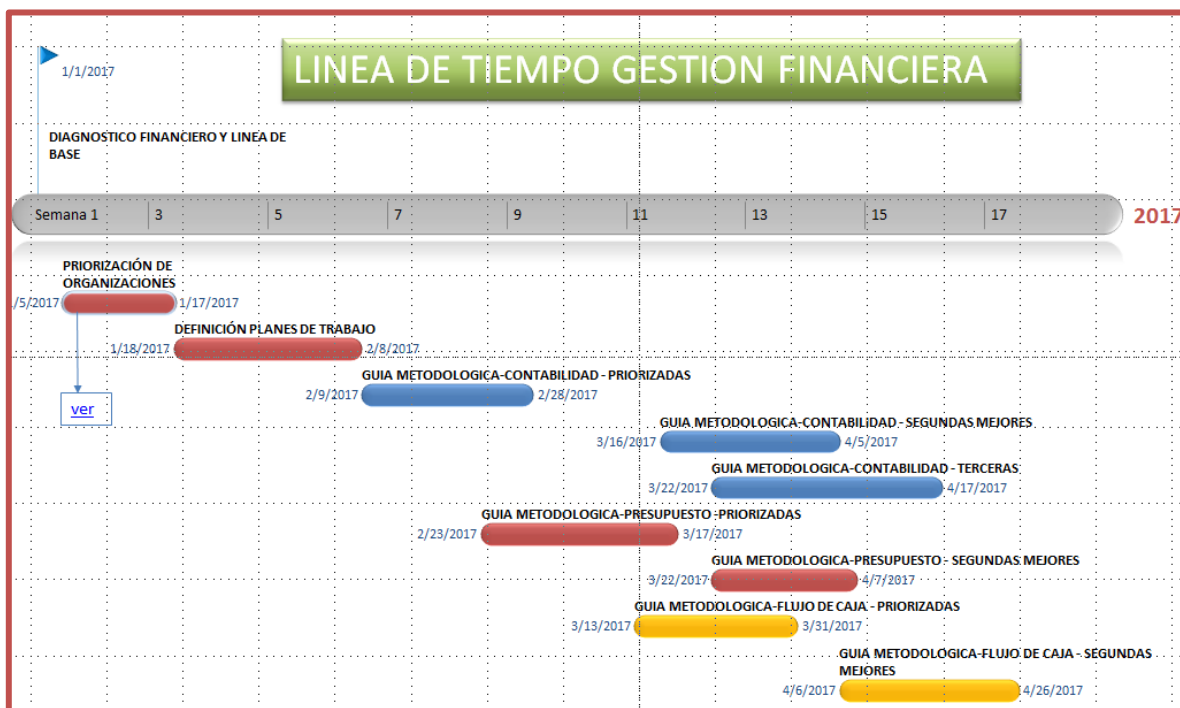 LINEA DE TIEMPO GESTION FINANCIERA
1/1/2017
DIAGNOSTICO FINANCIERO Y LINEA DE
BASE
Semana 1 3 5 7 9 11 13 15 17 2017
PRIORIZACIÓN DE
ORGANIZACIONES
/5/2017 1/17/2017
DEFINICIÓN PLANES DE TRABAJO
1/18/2017 2/8/2017
GUIA METODOLOGICA-CONTABILIDAD - PRIORIZADAS
2/9/2017 2/28/2017
ver
GUIA METODOLOGICA-CONTABILIDAD - SEGUNDAS MEJORES
3/16/2017 4/5/2017
GUIA METODOLOGICA-CONTABILIDAD - TERCERAS
3/22/2017 4/17/2017
GUIA METODOLOGICA-PRESUPUESTO -PRIORIZADAS
2/23/2017 3/17/2017
GUIA METODOLOGICA-PRESUPUESTO - SEGUNDAS MEJORES
3/22/2017 4/7/2017
GUIA METODOLOGICA-FLUJO DE CAJA - PRIORIZADAS
3/13/2017 3/31/2017
GUIA METODOLOGICA-FLUJO DE CAJA - SEGUNDAS
MEJORES
4/6/2017 4/26/2017